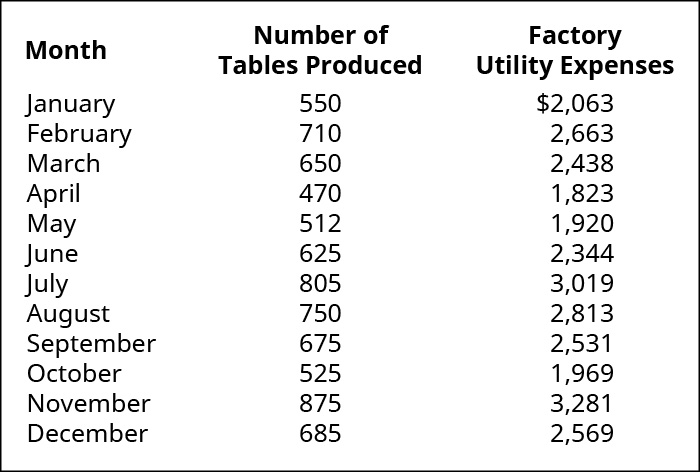 Month Number of Tables Produced Factory Utility Expenses
January 550 $2,063
February 710 2,663
March 650 2,438
April 470 1,823
May 512 1,920
June 625 2,344
July 805 3,019
August 750 2,813
September 675 2,531
October 525 1,969
November 875 3,281
December 685 2,569